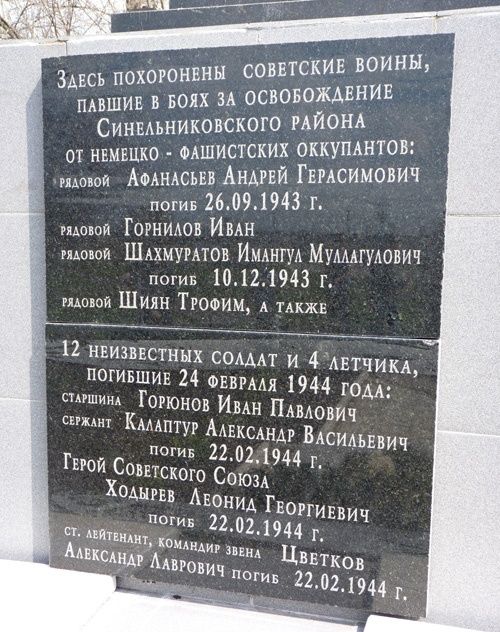 Здесь похоронены советские воины,
павшие в боях за освобождение
Синельниковского района
от немецко - фашистских оккупантов:
рядовой Афанасьев Андрей Герасимович
погиб 26.09.1943 г.
рядовой Горнилов Иван
рядовой Шахмуратов Имангул Муллагулович
погиб 10.12.1943 г.
рядовой Шиян Трофим, а также
12 неизвестных солдат и 4 летчика,
погибшие 24 февраля 1944 года:
старшина Горюнов Иван Павлович
сержант Калаптур Александр Васильевич
погиб 22.02.1944 г.
Герой Советского Союза
Ходырев Леонид Георгиевич
погиб 22.02.1944 г.
ст. лейтенант, командир звена Цветков
Александр Лаврович погиб 22.02.1944 г.